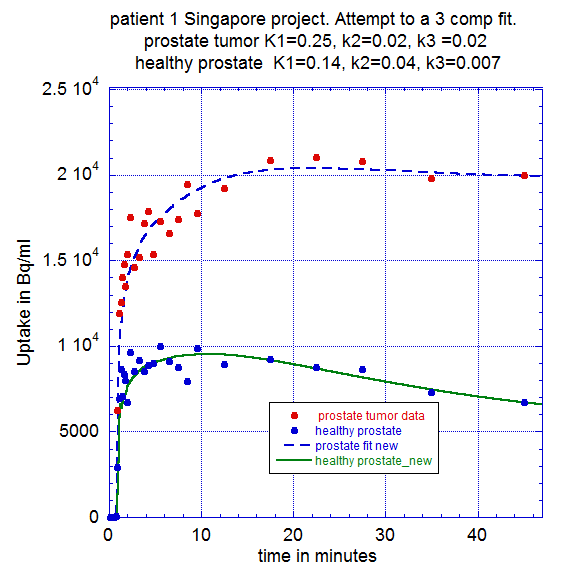 patient 1 Singapore project. Attempt to a 3 comp fit.
prostate tumor K1=0.25, k2=0.02, k3 =0.02
healthy prostate  K1=0.14, k2=0.04, k3=0.007
2.5 10⁴
2 10⁴
1.5 10⁴
1 10⁴
5000
0
Uptake in Bq/ml
prostate tumor data
healthy prostate
prostate fit new
healthy prostate_new
0 10 20 30 40
time in minutes